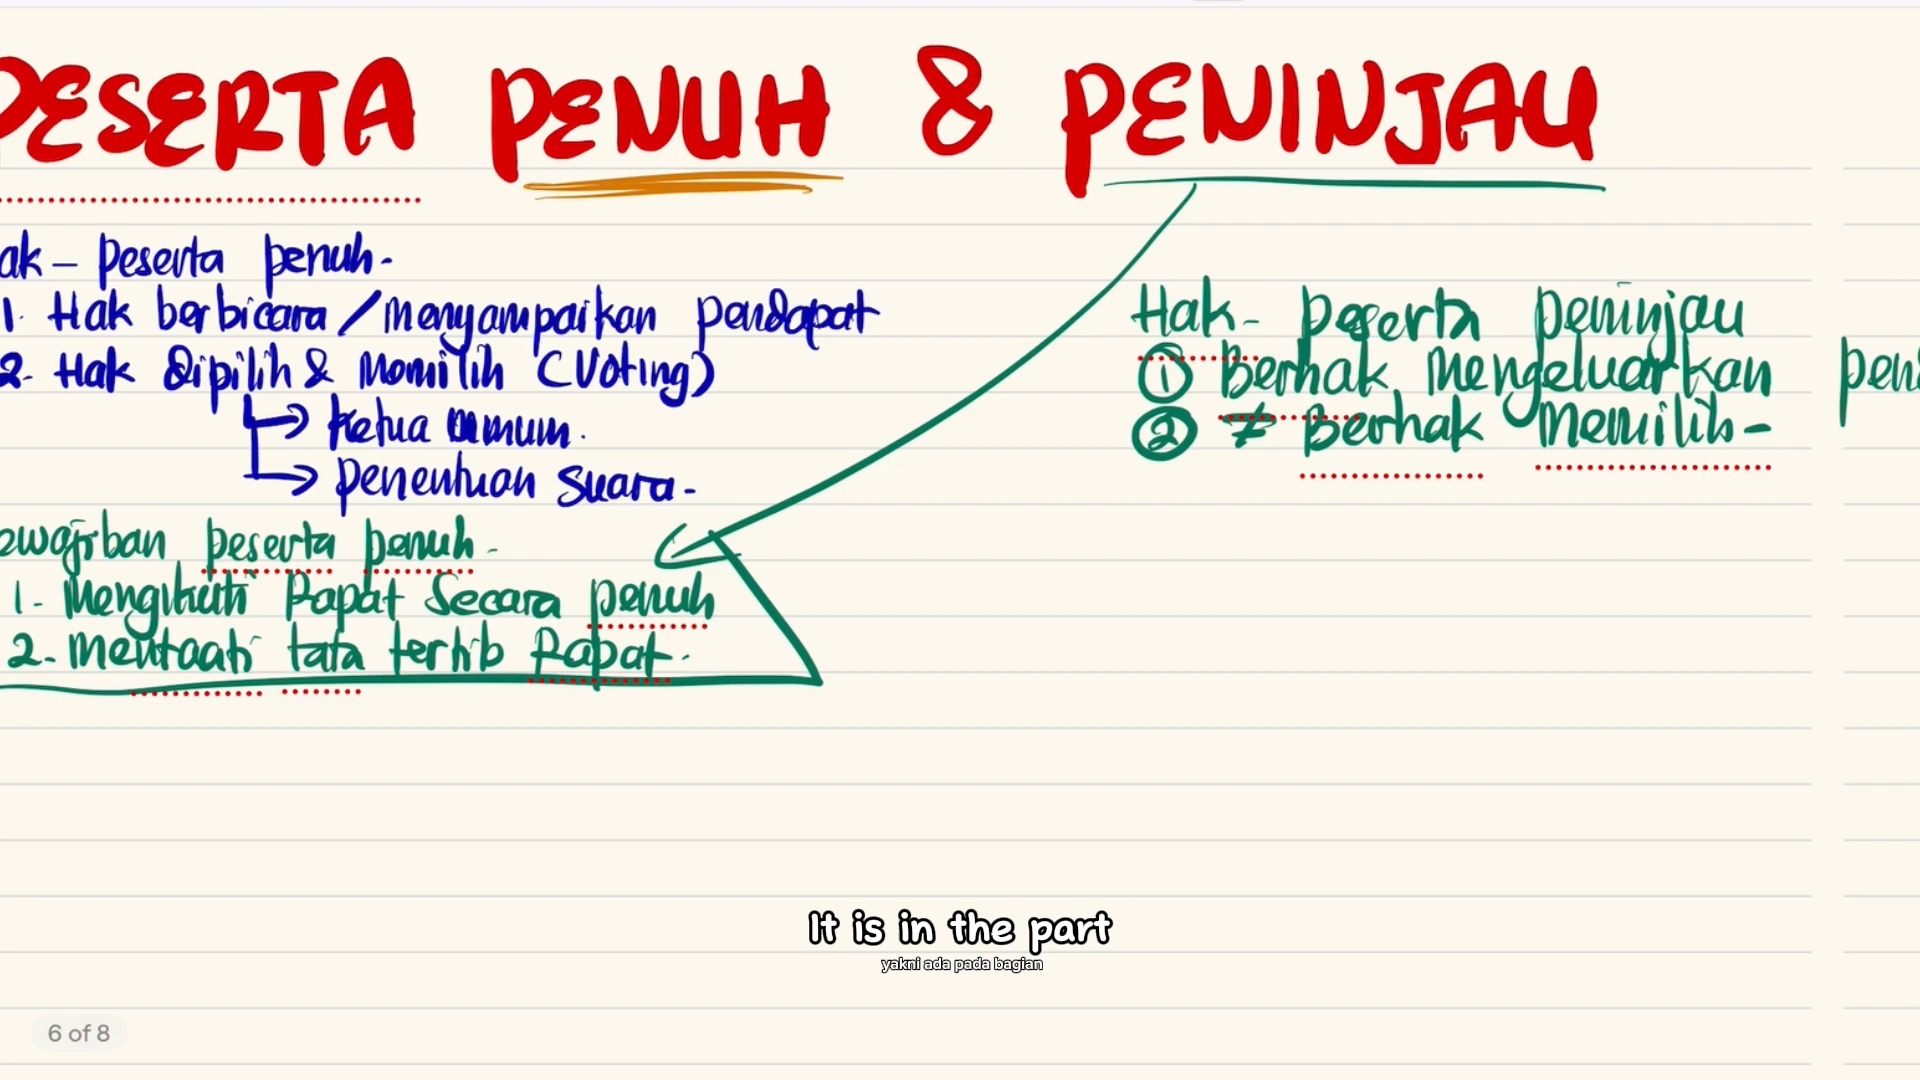 PESERTA PENUH & PENINJAU
ak - Peserta penuh.
1. Hak berbicara / menyampaikan pendapat
2. Hak dipilih & memilih (Voting)
→ ketua umum.
→ penentuan suara.
ewajiban peserta penuh.
1. Mengikuti Rapat Secara penuh
2. mentaati tata tertib Rapat.
Hak - peserta peninjau
① Berhak mengeluarkan pen
② ≠ Berhak memilih -
It is in the part
yakni ada pada bagian
6 of 8